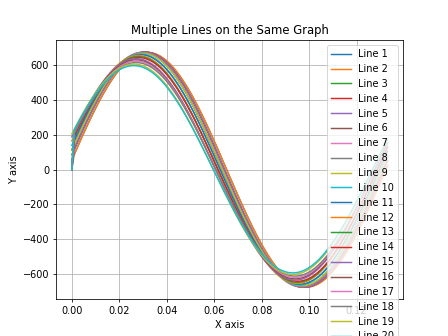 Multiple Lines on the Same Graph
Y axis
600
400
200
0
−200
−400
−600
0.00
0.02
0.04
0.06
0.08
0.10
X axis
Line 1
Line 2
Line 3
Line 4
Line 5
Line 6
Line 7
Line 8
Line 9
Line 10
Line 11
Line 12
Line 13
Line 14
Line 15
Line 16
Line 17
Line 18
Line 19
Line 20